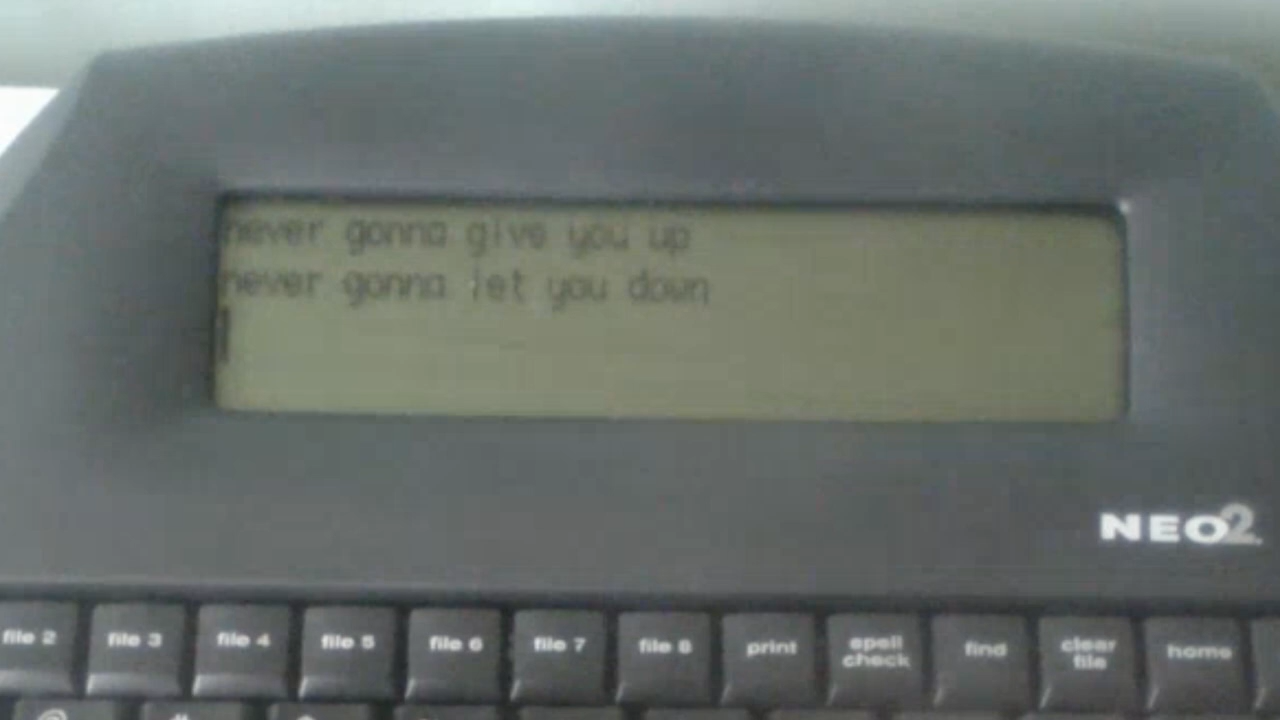 never gonna give you up
never gonna let you down
NEO2
file 2 file 3 file 4 file 5 file 6 file 7 file 8 print spell check find clear file home